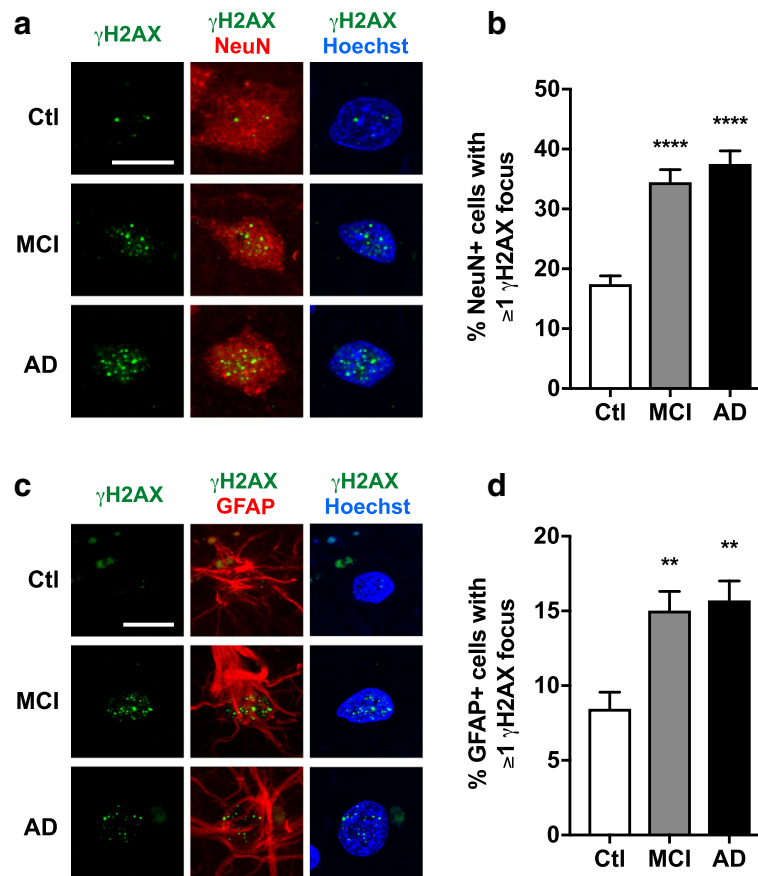 a
γH2AX
γH2AX
NeuN
γH2AX
Hoechst
Ctl
MCI
AD
b
% NeuN+ cells with
≥1 γH2AX focus
50
40
30
20
10
0
****
****
Ctl MCI AD
c
γH2AX
γH2AX
GFAP
γH2AX
Hoechst
Ctl
MCI
AD
d
% GFAP+ cells with
≥1 γH2AX focus
20
15
10
5
0
**
**
Ctl MCI AD